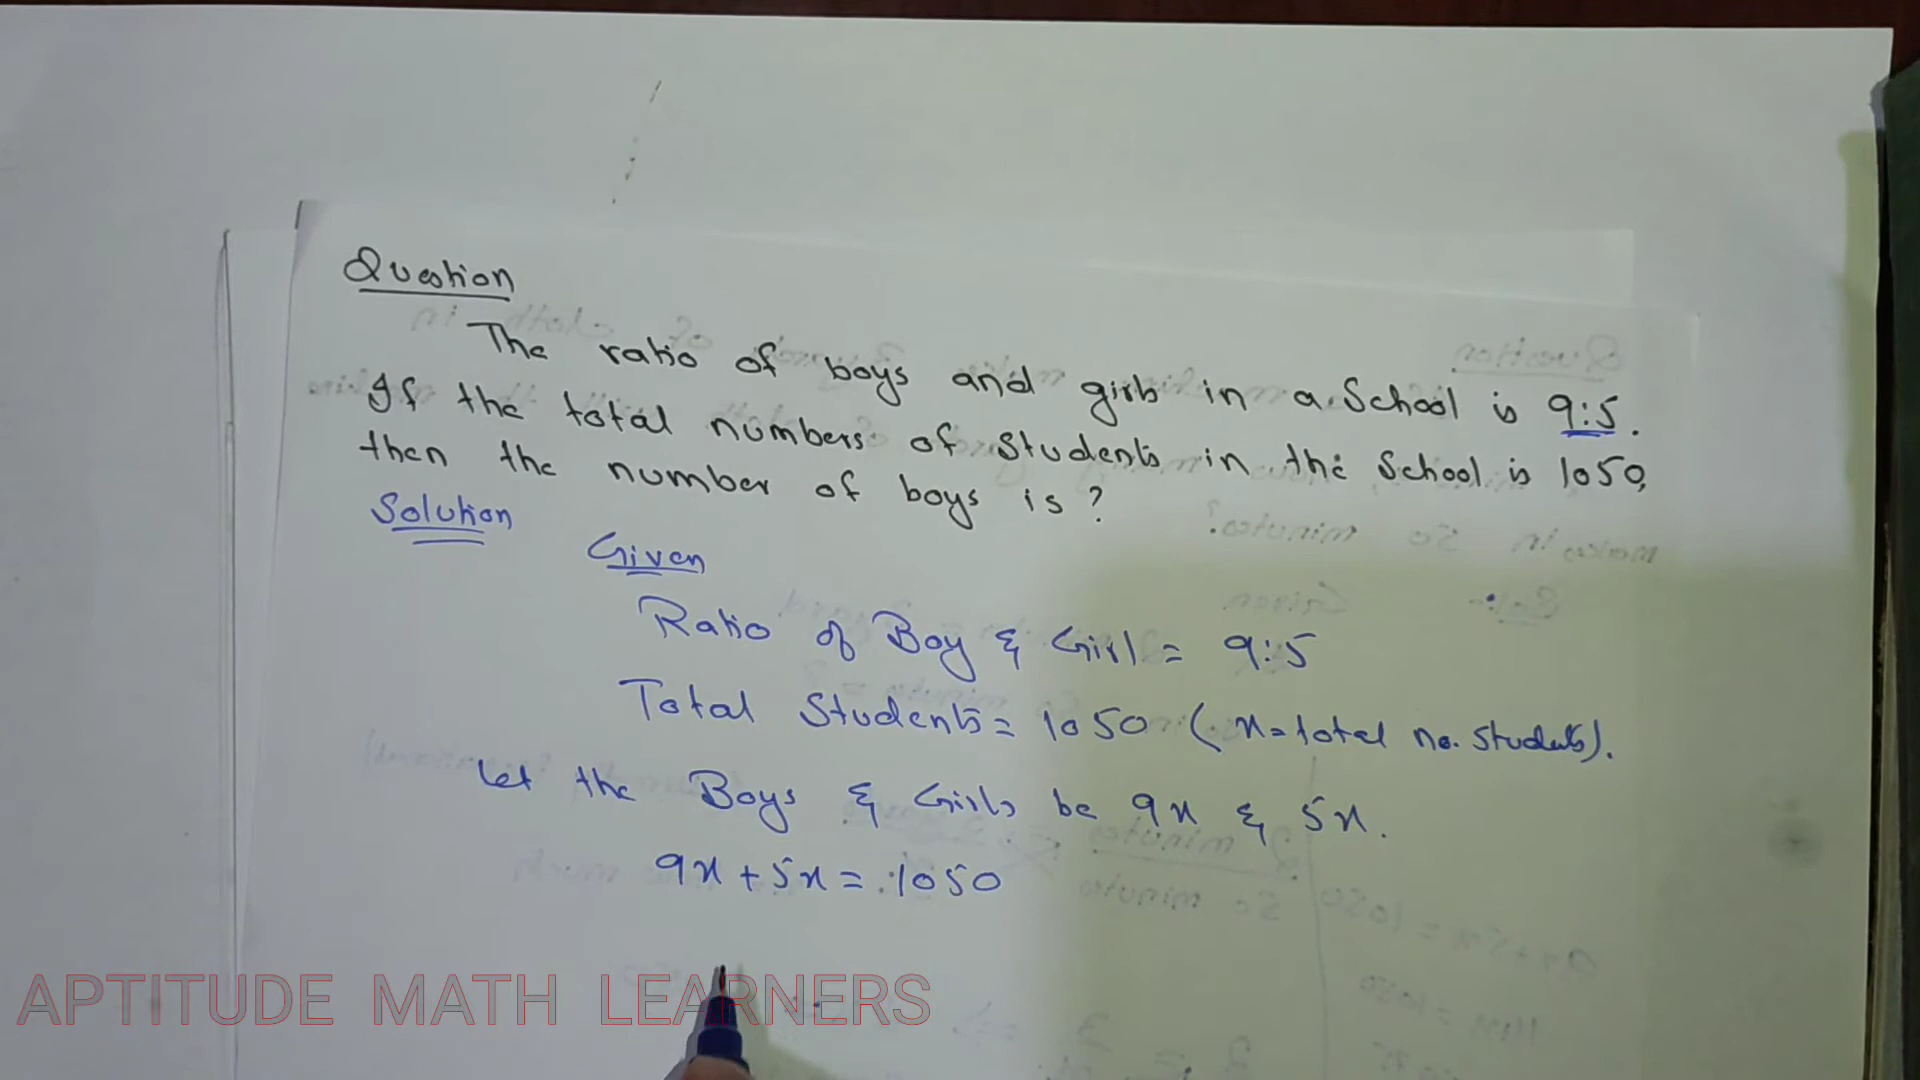 Question
The ratio of boys and girls in a School is 9:5.
If the total numbers of Students in the School is 1050,
then the number of boys is?
Solution
Given
Ratio of Boy & Girl = 9:5
Total Students = 1050 (x = total no. students).
Let the Boys & Girls be 9x & 5x.
9x + 5x = 1050
APTITUDE MATH LEARNERS